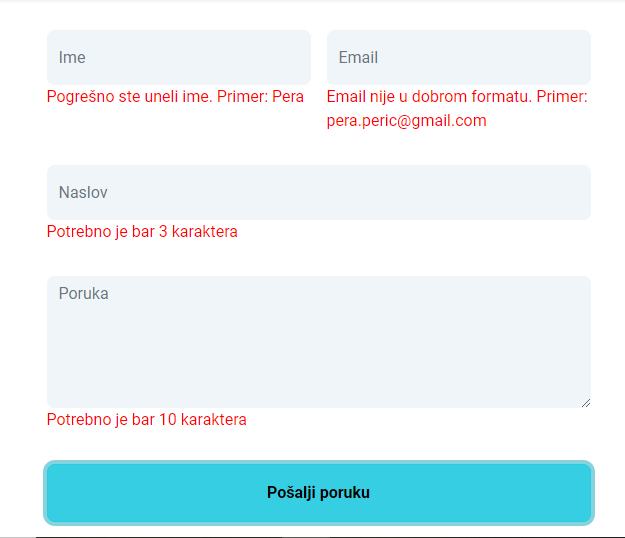 Ime
Email
Pogrešno ste uneli ime. Primer: Pera
Email nije u dobrom formatu. Primer:
pera.peric@gmail.com
Naslov
Potrebno je bar 3 karaktera
Poruka
Potrebno je bar 10 karaktera
Pošalji poruku